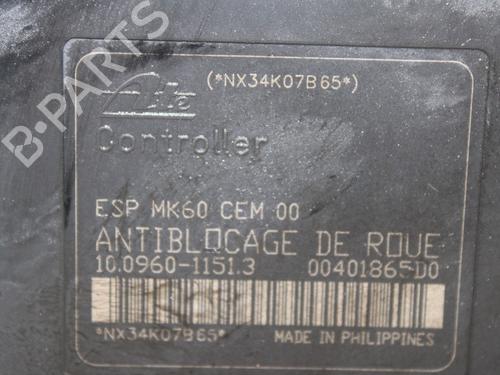 (*NX34K07B65*)
Ate
Controller
ESP MK60 CEM 00
ANTIBLOCAGE DE ROUE
10.0960-1151.3 00401865D0
*NX34K07B65* MADE IN PHILIPPINES
B-PARTS